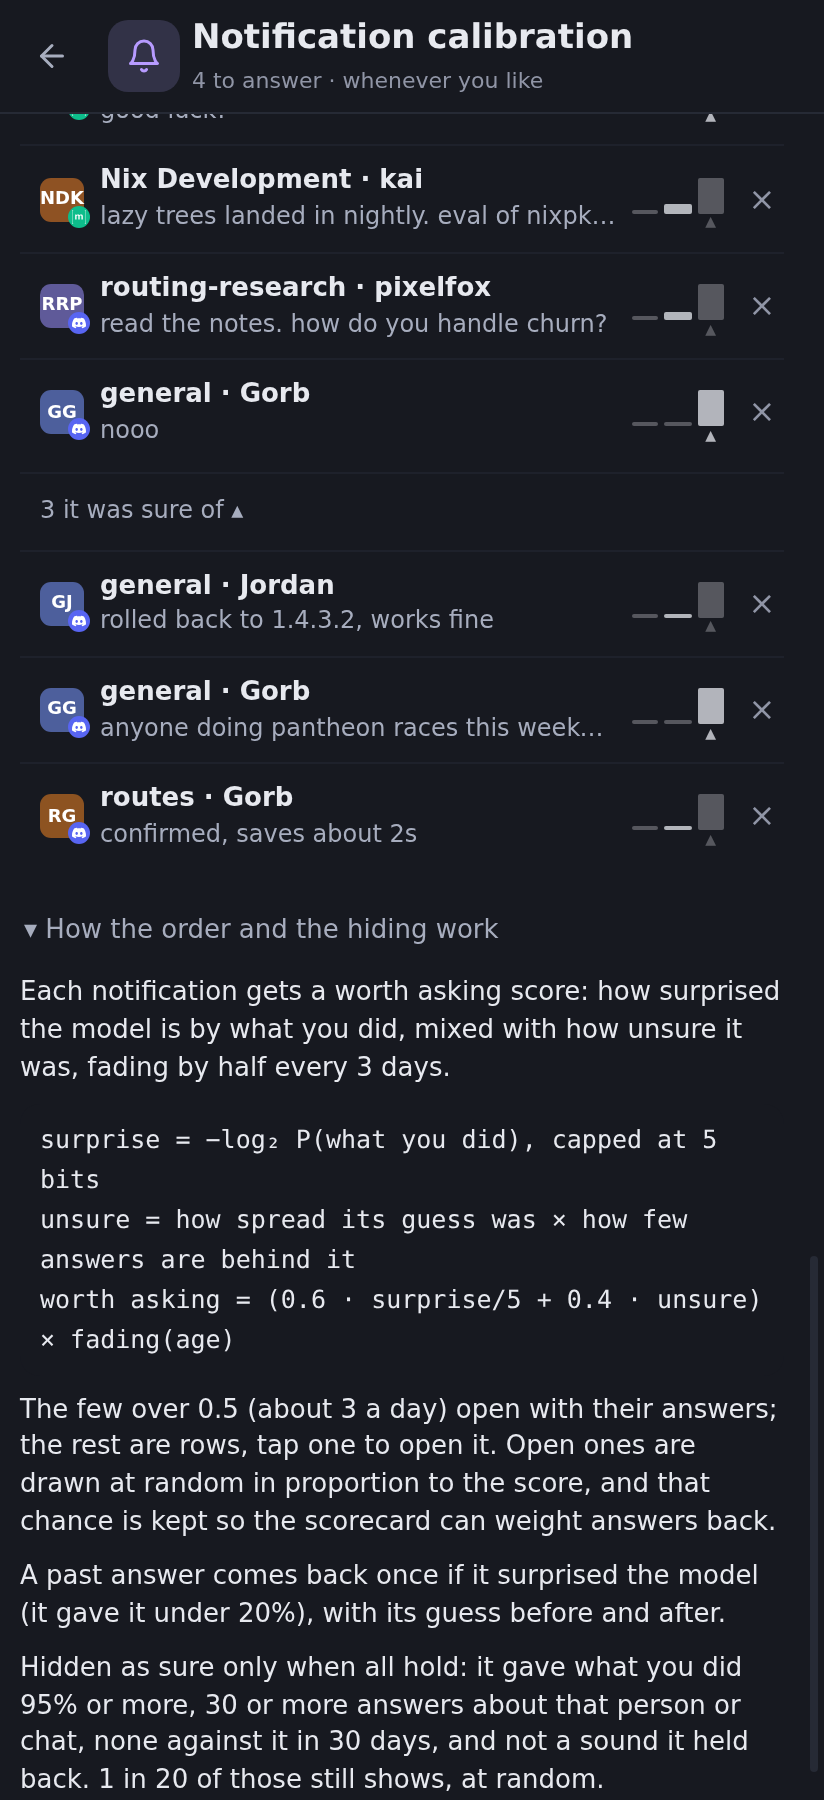 Notification calibration
4 to answer · whenever you like
good luck!
NDK
Nix Development · kai
[m]
lazy trees landed in nightly. eval of nixpk…
▲
RRP
routing-research · pixelfox
read the notes. how do you handle churn?
▲
GG
general · Gorb
nooo
▲
3 it was sure of ▴
GJ
general · Jordan
rolled back to 1.4.3.2, works fine
▲
GG
general · Gorb
anyone doing pantheon races this week…
▲
RG
routes · Gorb
confirmed, saves about 2s
▲
▾ How the order and the hiding work
Each notification gets a worth asking score: how surprised
the model is by what you did, mixed with how unsure it
was, fading by half every 3 days.
surprise = −log₂ P(what you did), capped at 5
bits
unsure = how spread its guess was × how few
answers are behind it
worth asking = (0.6 · surprise/5 + 0.4 · unsure)
× fading(age)
The few over 0.5 (about 3 a day) open with their answers;
the rest are rows, tap one to open it. Open ones are
drawn at random in proportion to the score, and that
chance is kept so the scorecard can weight answers back.
A past answer comes back once if it surprised the model
(it gave it under 20%), with its guess before and after.
Hidden as sure only when all hold: it gave what you did
95% or more, 30 or more answers about that person or
chat, none against it in 30 days, and not a sound it held
back. 1 in 20 of those still shows, at random.